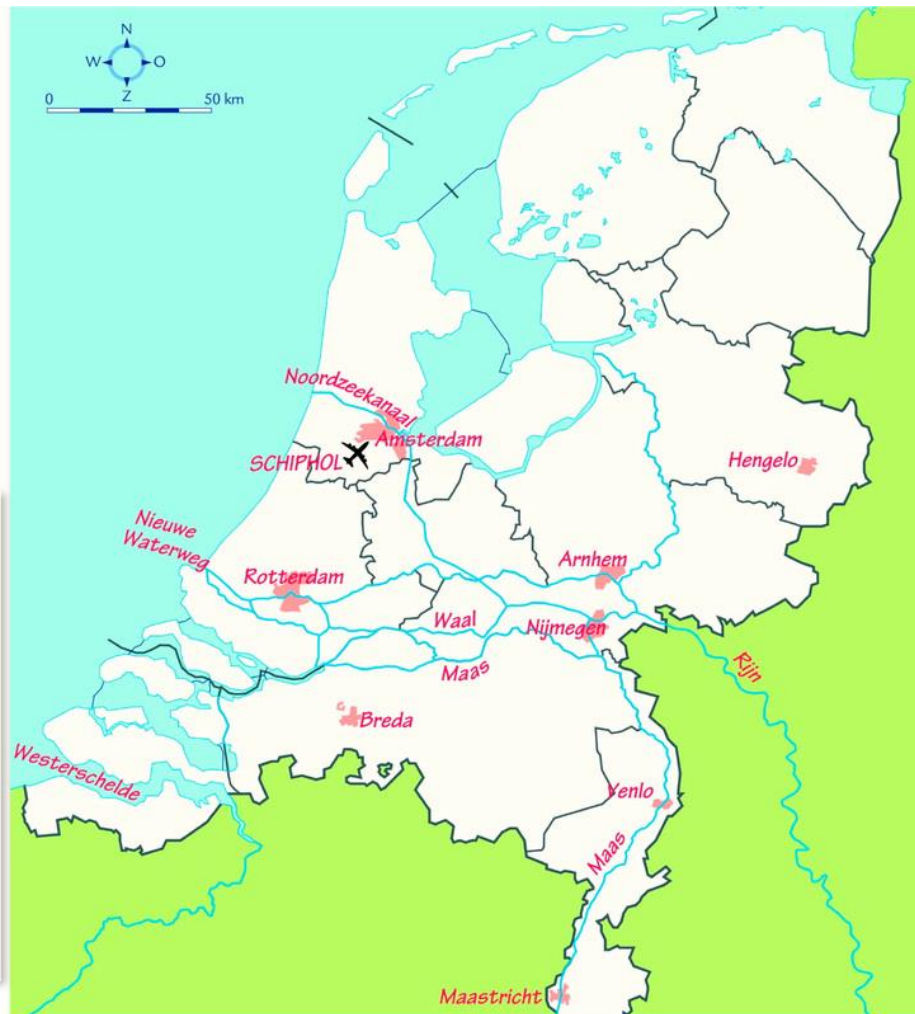 N
W O
Z
0 50 km
Noordzeekanaal
Amsterdam
SCHIPHOL
Hengelo
Nieuwe
Waterweg
Rotterdam
Arnhem
Waal
Nijmegen
Maas
Rijn
Breda
Westerschelde
Venlo
Maas
Maastricht